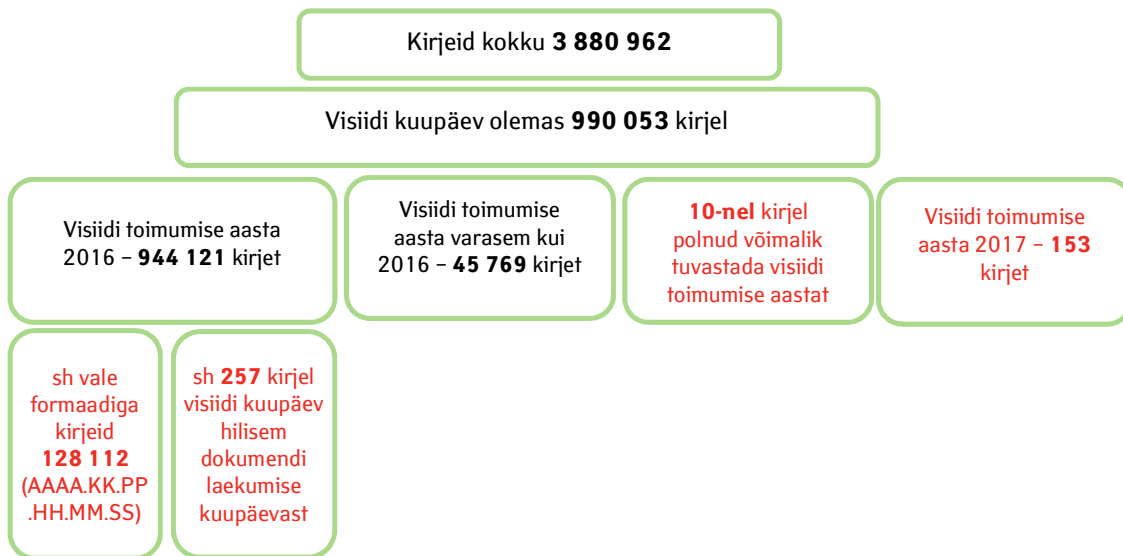 Kirjeid kokku 3 880 962
Visiidi kuupäev olemas 990 053 kirjel
Visiidi toimumise aasta
2016 – 944 121 kirjet
Visiidi toimumise
aasta varasem kui
2016 – 45 769 kirjet
10-nel kirjel
polnud võimalik
tuvastada visiidi
toimumise aastat
Visiidi toimumise
aasta 2017 – 153
kirjet
sh vale
formaadiga
kirjeid
128 112
(AAAA.KK.PP
.HH.MM.SS)
sh 257 kirjel
visiidi kuupäev
hilisem
dokumendi
laekumise
kuupäevast